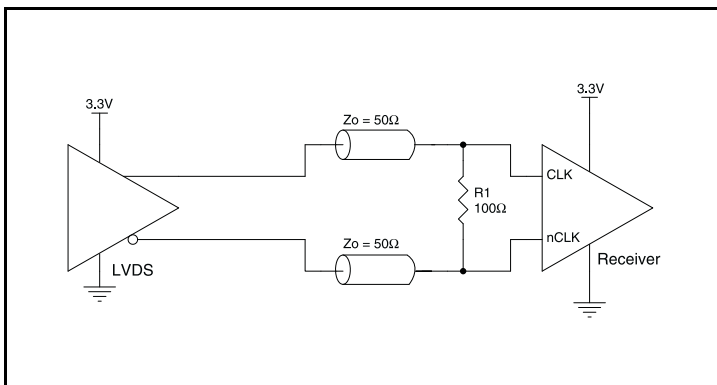 3.3V
3.3V
Zo = 50Ω
CLK
R1
100Ω
nCLK
Zo = 50Ω
LVDS
Receiver